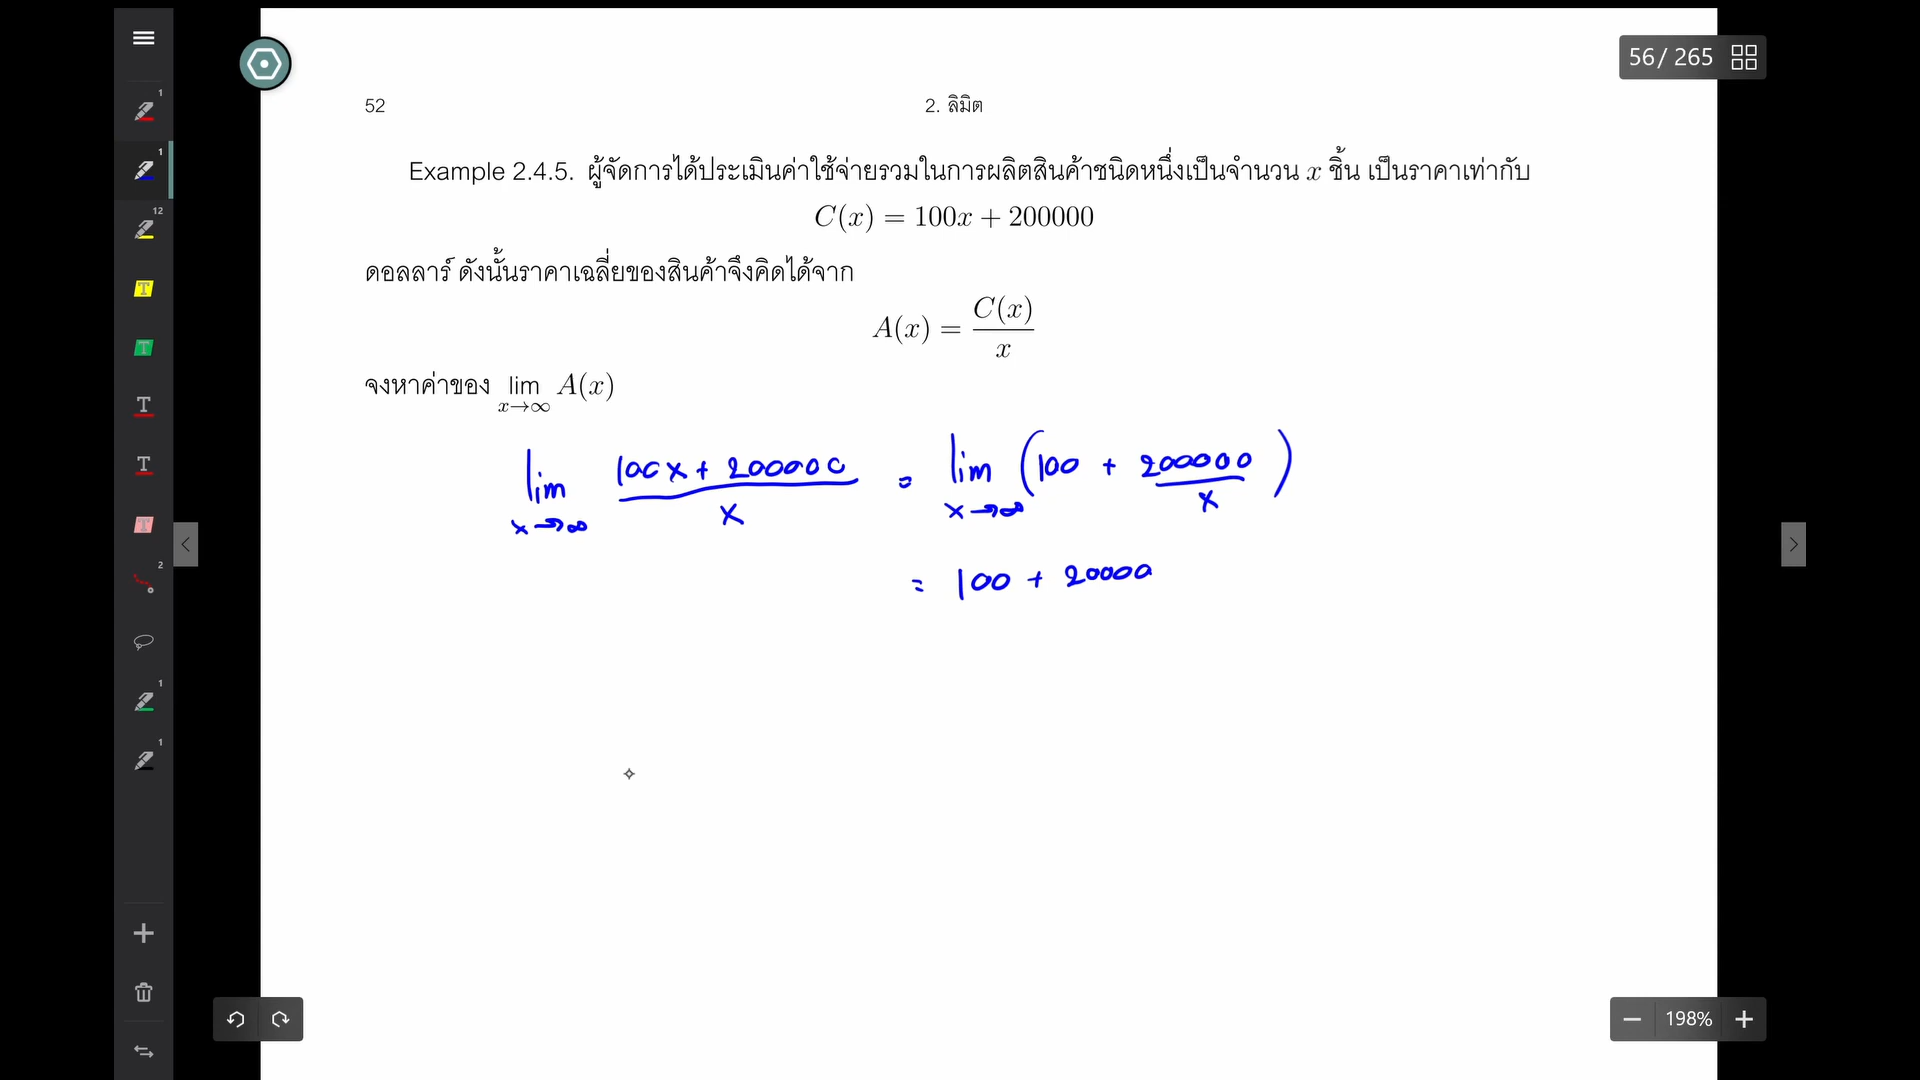 56 / 265
52
2. ลิมิต
Example 2.4.5. ผู้จัดการได้ประเมินค่าใช้จ่ายรวมในการผลิตสินค้าชนิดหนึ่งเป็นจำนวน x ชิ้น เป็นราคาเท่ากับ
C(x) = 100x + 200000
ดอลลาร์ ดังนั้นราคาเฉลี่ยของสินค้าจึงคิดได้จาก
A(x) = C(x) / x
จงหาค่าของ lim x→∞ A(x)
lim x→∞ (100x + 200000) / x = lim x→∞ (100 + 200000 / x)
= 100 + 20000
198%